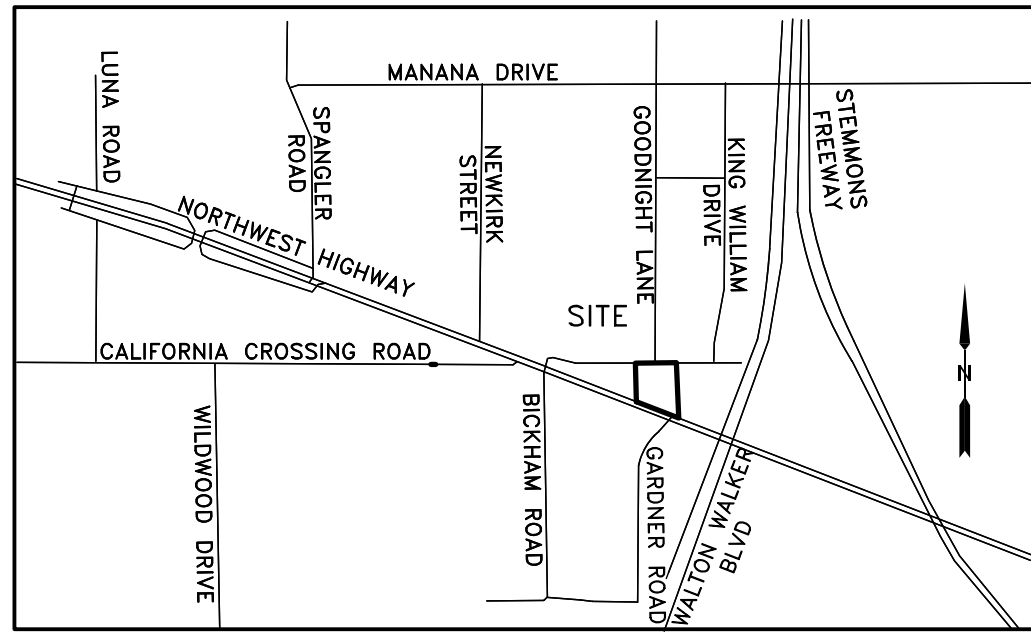 MANANA DRIVE
LUNA ROAD
SPANGLER
ROAD
NEWKIRK
STREET
GOODNIGHT LANE
KING WILLIAM
DRIVE
STEMMONS
FREEWAY
NORTHWEST HIGHWAY
SITE
CALIFORNIA CROSSING ROAD
N
WILDWOOD DRIVE
BICKHAM ROAD
GARDNER ROAD
WALTON WALKER
BLVD